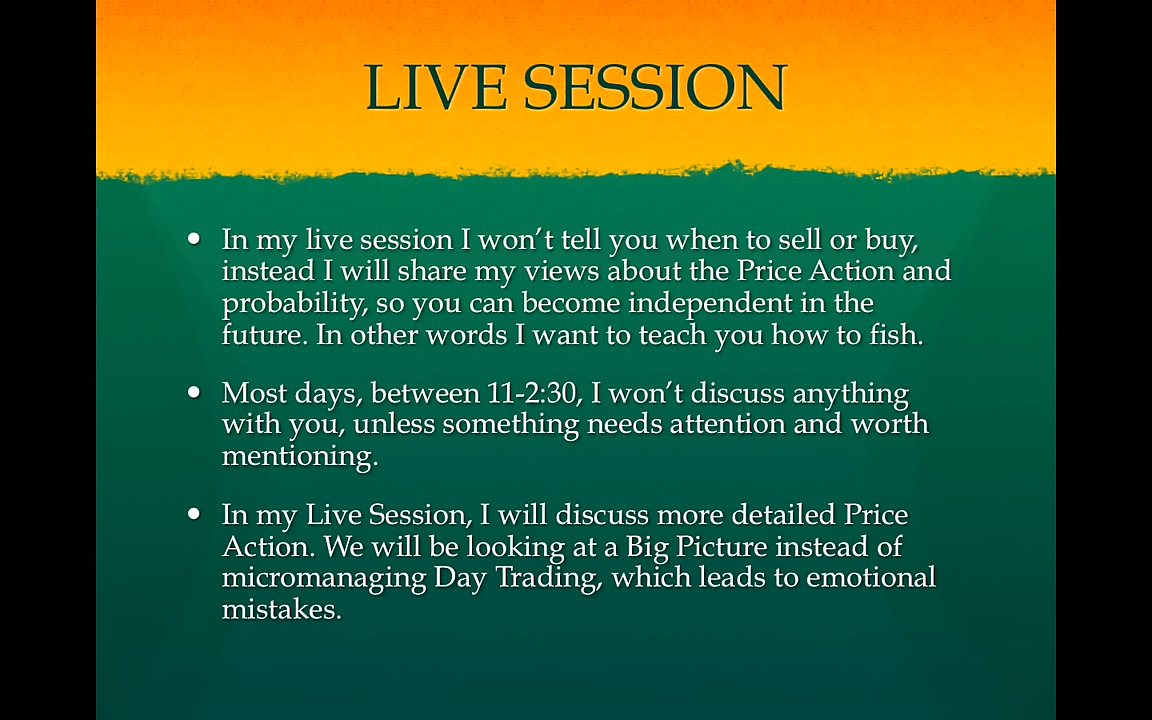 LIVE SESSION
• In my live session I won’t tell you when to sell or buy,
instead I will share my views about the Price Action and
probability, so you can become independent in the
future. In other words I want to teach you how to fish.
• Most days, between 11-2:30, I won’t discuss anything
with you, unless something needs attention and worth
mentioning.
• In my Live Session, I will discuss more detailed Price
Action. We will be looking at a Big Picture instead of
micromanaging Day Trading, which leads to emotional
mistakes.